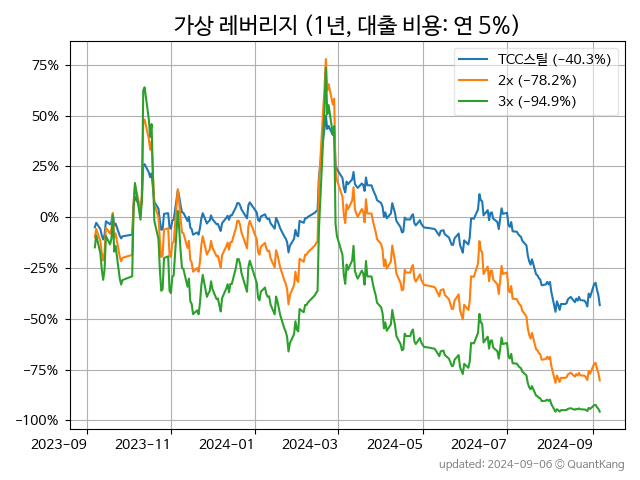 가상 레버리지 (1년, 대출 비용: 연 5%)
TCC스틸 (−40.3%)
2x (−78.2%)
3x (−94.9%)
75%
50%
25%
0%
−25%
−50%
−75%
−100%
2023-09 2023-11 2024-01 2024-03 2024-05 2024-07 2024-09
updated: 2024-09-06 © QuantKang